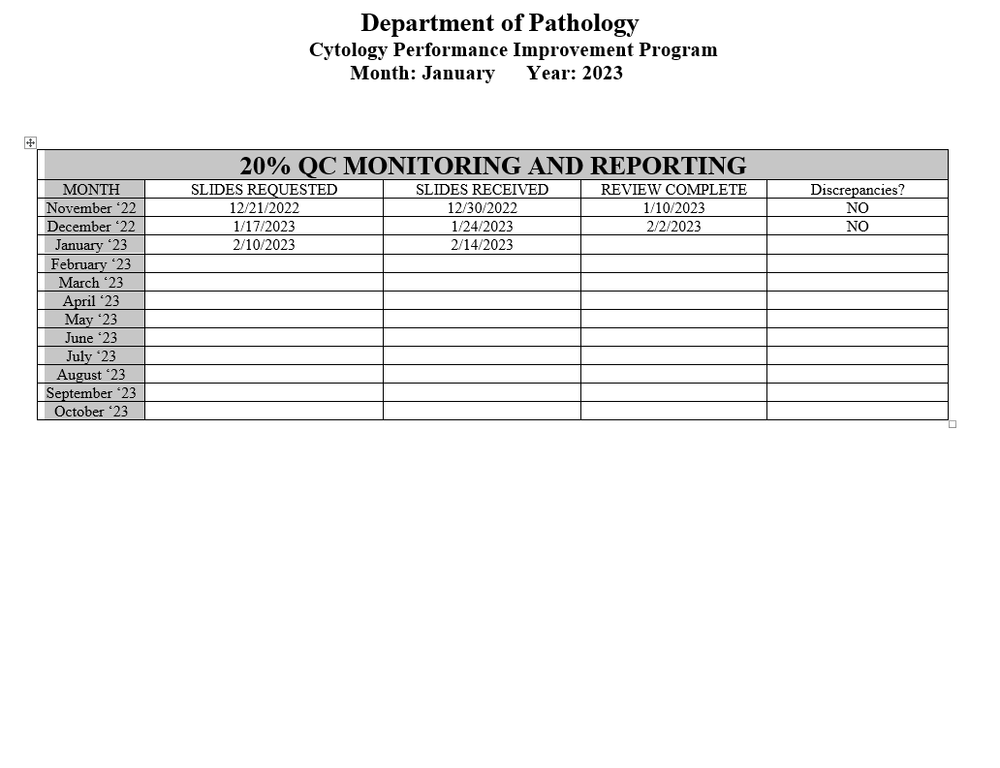 Department of Pathology
Cytology Performance Improvement Program
Month: January Year: 2023
20% QC MONITORING AND REPORTING
MONTH SLIDES REQUESTED SLIDES RECEIVED REVIEW COMPLETE Discrepancies?
November ‘22 12/21/2022 12/30/2022 1/10/2023 NO
December ‘22 1/17/2023 1/24/2023 2/2/2023 NO
January ‘23 2/10/2023 2/14/2023
February ‘23
March ‘23
April ‘23
May ‘23
June ‘23
July ‘23
August ‘23
September ‘23
October ‘23